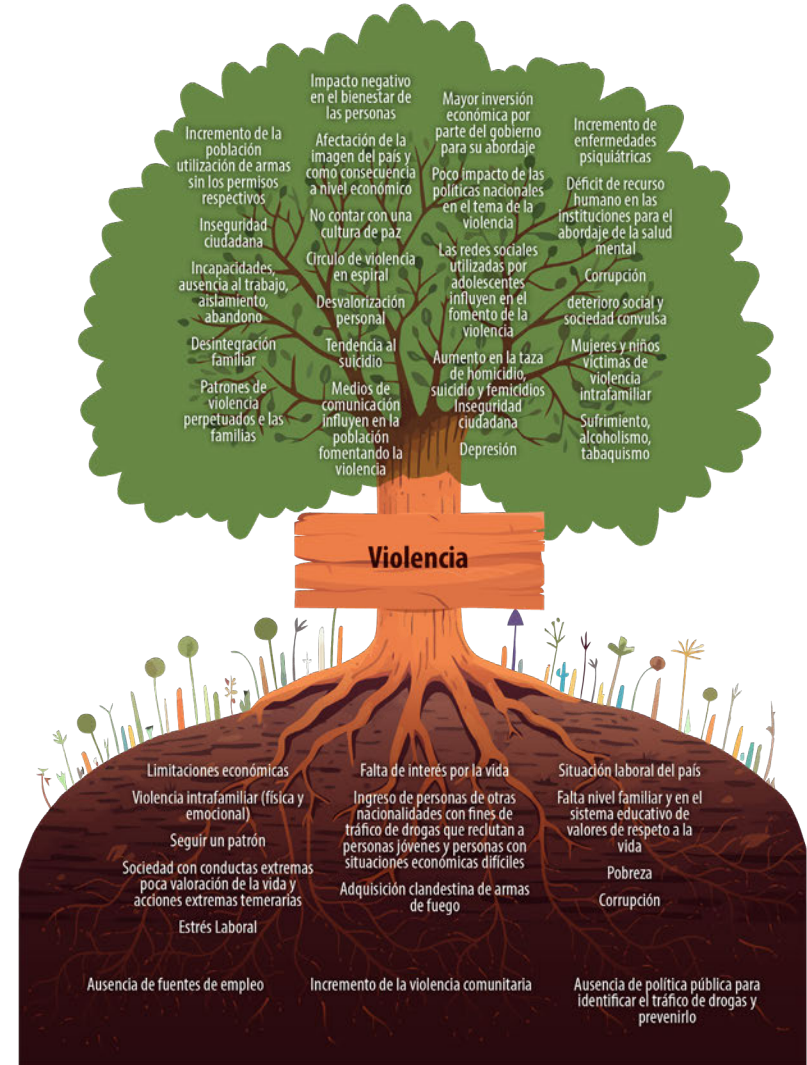 Impacto negativo
en el bienestar de
las personas
Mayor inversión
económica por
parte del gobierno
para su abordaje
Incremento de la
población
utilización de armas
sin los permisos
respectivos
Afectación de la
imagen del país y
como consecuencia
a nivel económico
Incremento de
enfermedades
psiquiátricas
Poco impacto de las
políticas nacionales
en el tema de la
violencia
Déficit de recurso
humano en las
instituciones para el
abordaje de la salud
mental
Inseguridad
ciudadana
No contar con una
cultura de paz
Circulo de violencia
en espiral
Las redes sociales
utilizadas por
adolescentes
influyen en el
fomento de la
violencia
Corrupción
Incapacidades,
ausencia al trabajo,
aislamiento,
abandono
Desvalorización
personal
deterioro social y
sociedad convulsa
Desintegración
familiar
Tendencia al
suicidio
Aumento en la taza
de homicidio,
suicidio y femicidios
Inseguridad
ciudadana
Mujeres y niños
víctimas de
violencia
intrafamiliar
Patrones de
violencia
perpetuados e las
familias
Medios de
comunicación
influyen en la
población
fomentando la
violencia
Depresión
Sufrimiento,
alcoholismo,
tabaquismo
Violencia
Limitaciones económicas
Violencia intrafamiliar (física y
emocional)
Seguir un patrón
Sociedad con conductas extremas
poca valoración de la vida y
acciones extremas temerarias
Estrés Laboral
Falta de interés por la vida
Ingreso de personas de otras
nacionalidades con fines de
tráfico de drogas que reclutan a
personas jóvenes y personas con
situaciones económicas difíciles
Adquisición clandestina de armas
de fuego
Situación laboral del país
Falta nivel familiar y en el
sistema educativo de
valores de respeto a la
vida
Pobreza
Corrupción
Ausencia de fuentes de empleo
Incremento de la violencia comunitaria
Ausencia de política pública para
identificar el tráfico de drogas y
prevenirlo